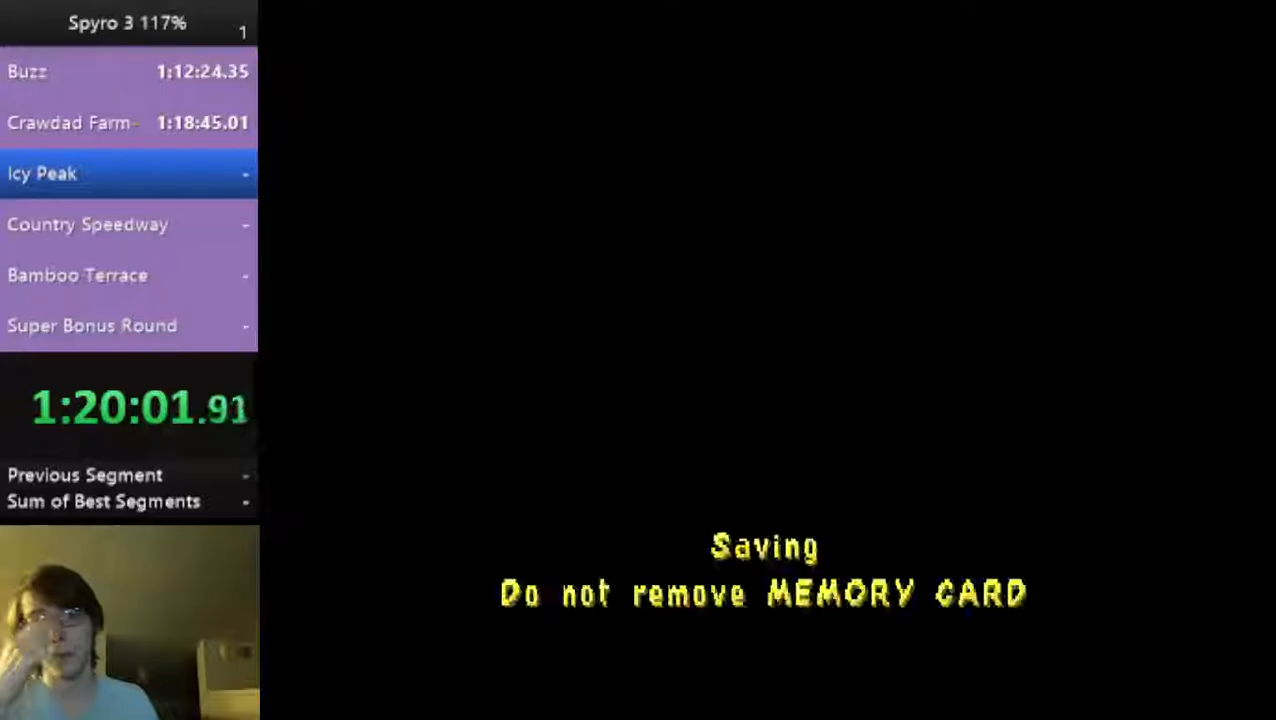 Spyro 3 117%
1
Buzz 1:12:24.35
Crawdad Farm 1:18:45.01
Icy Peak -
Country Speedway -
Bamboo Terrace -
Super Bonus Round -
1:20:01.91
Previous Segment -
Sum of Best Segments -
Saving
Do not remove MEMORY CARD